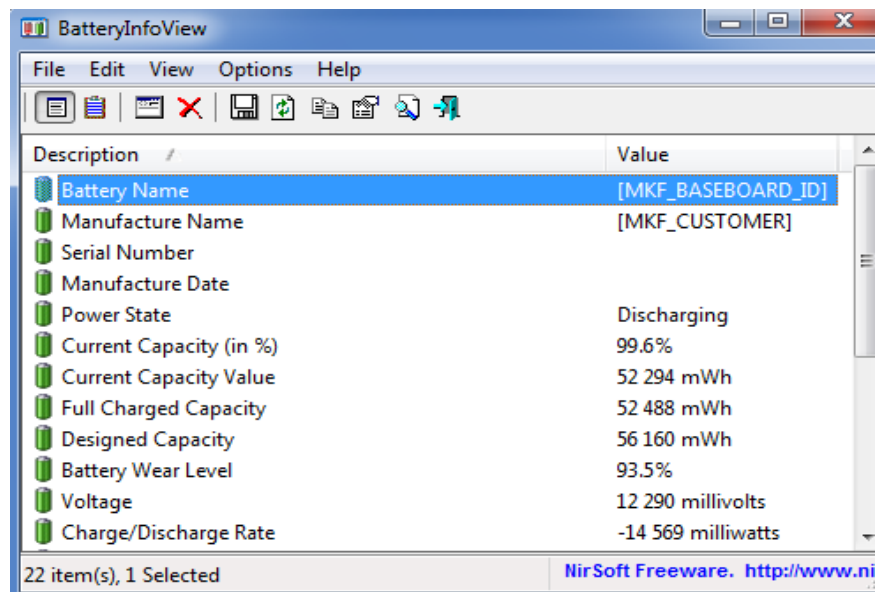 BatteryInfoView
File Edit View Options Help
Description Value
Battery Name [MKF_BASEBOARD_ID]
Manufacture Name [MKF_CUSTOMER]
Serial Number
Manufacture Date
Power State Discharging
Current Capacity (in %) 99.6%
Current Capacity Value 52 294 mWh
Full Charged Capacity 52 488 mWh
Designed Capacity 56 160 mWh
Battery Wear Level 93.5%
Voltage 12 290 millivolts
Charge/Discharge Rate -14 569 milliwatts
22 item(s), 1 Selected NirSoft Freeware. http://www.ni